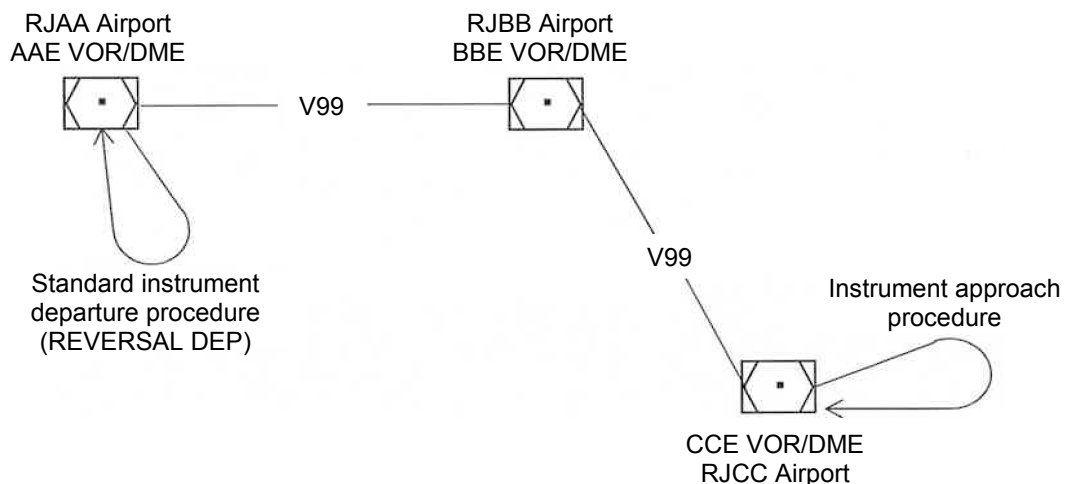 RJAA Airport
AAE VOR/DME
RJBB Airport
BBE VOR/DME
V99
V99
Standard instrument
departure procedure
(REVERSAL DEP)
Instrument approach
procedure
CCE VOR/DME
RJCC Airport